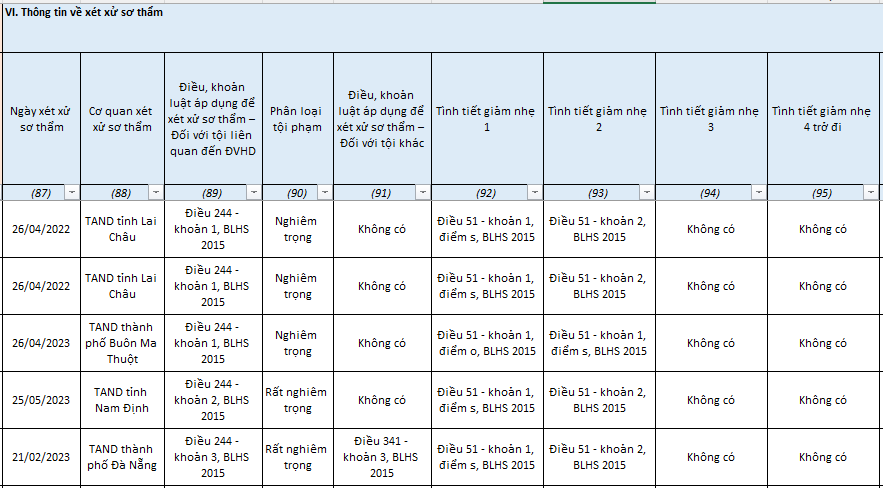 VI. Thông tin về xét xử sơ thẩm
Ngày xét xử
sơ thẩm
Cơ quan xét
xử sơ thẩm
Điều, khoản
luật áp dụng để
xét xử sơ thẩm –
Đối với tội liên
quan đến ĐVHD
Phân loại
tội phạm
Điều, khoản
luật áp dụng để
xét xử sơ thẩm –
Đối với tội khác
Tình tiết giảm nhẹ
1
Tình tiết giảm nhẹ
2
Tình tiết giảm nhẹ
3
Tình tiết giảm nhẹ
4 trở đi
(87)
(88)
(89)
(90)
(91)
(92)
(93)
(94)
(95)
26/04/2022
TAND tỉnh Lai
Châu
Điều 244 -
khoản 1, BLHS
2015
Nghiêm
trọng
Không có
Điều 51 - khoản 1,
điểm s, BLHS 2015
Điều 51 - khoản 2,
BLHS 2015
Không có
Không có
26/04/2022
TAND tỉnh Lai
Châu
Điều 244 -
khoản 1, BLHS
2015
Nghiêm
trọng
Không có
Điều 51 - khoản 1,
điểm s, BLHS 2015
Điều 51 - khoản 2,
BLHS 2015
Không có
Không có
26/04/2023
TAND thành
phố Buôn Ma
Thuột
Điều 244 -
khoản 1, BLHS
2015
Nghiêm
trọng
Không có
Điều 51 - khoản 1,
điểm o, BLHS 2015
Điều 51 - khoản 1,
điểm s, BLHS 2015
Không có
Không có
25/05/2023
TAND tỉnh
Nam Định
Điều 244 -
khoản 2, BLHS
2015
Rất nghiêm
trọng
Không có
Điều 51 - khoản 1,
điểm s, BLHS 2015
Điều 51 - khoản 2,
BLHS 2015
Không có
Không có
21/02/2023
TAND thành
phố Đà Nẵng
Điều 244 -
khoản 3, BLHS
2015
Rất nghiêm
trọng
Điều 341 -
khoản 3, BLHS
2015
Điều 51 - khoản 1,
điểm s, BLHS 2015
Điều 51 - khoản 2,
BLHS 2015
Không có
Không có